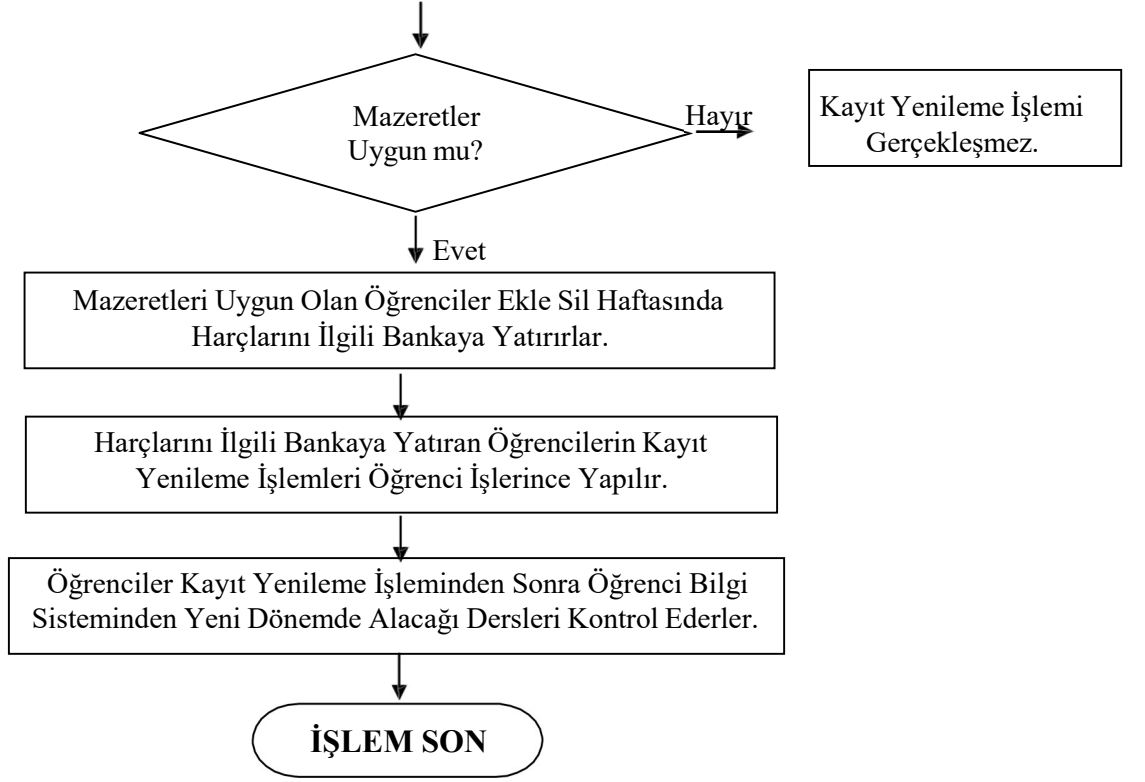 Mazeretler
Uygun mu?
Hayır
Kayıt Yenileme İşlemi
Gerçekleşmez.
Evet
Mazeretleri Uygun Olan Öğrenciler Ekle Sil Haftasında
Harçlarını İlgili Bankaya Yatırırlar.
Harçlarını İlgili Bankaya Yatıran Öğrencilerin Kayıt
Yenileme İşlemleri Öğrenci İşlerince Yapılır.
Öğrenciler Kayıt Yenileme İşleminden Sonra Öğrenci Bilgi
Sisteminden Yeni Dönemde Alacağı Dersleri Kontrol Ederler.
İŞLEM SON